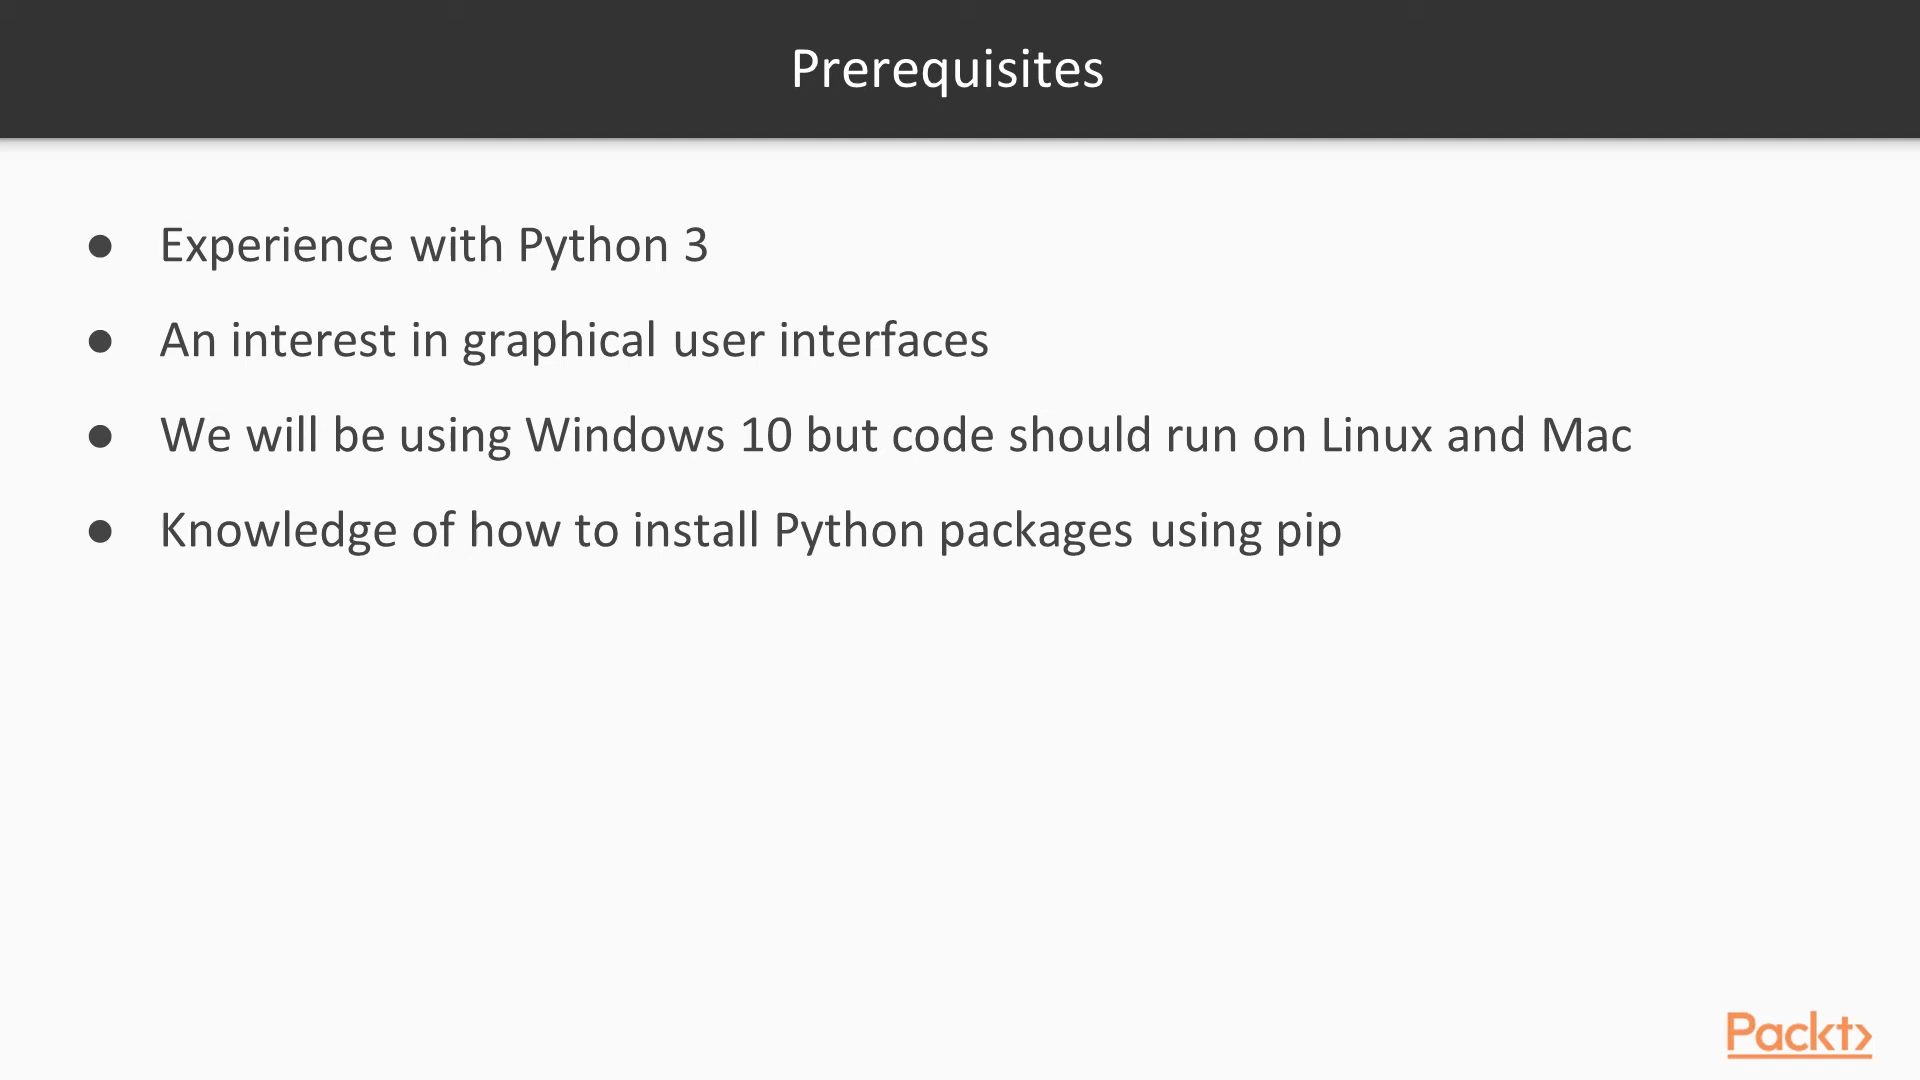 Prerequisites
● Experience with Python 3
● An interest in graphical user interfaces
● We will be using Windows 10 but code should run on Linux and Mac
● Knowledge of how to install Python packages using pip
Packt>